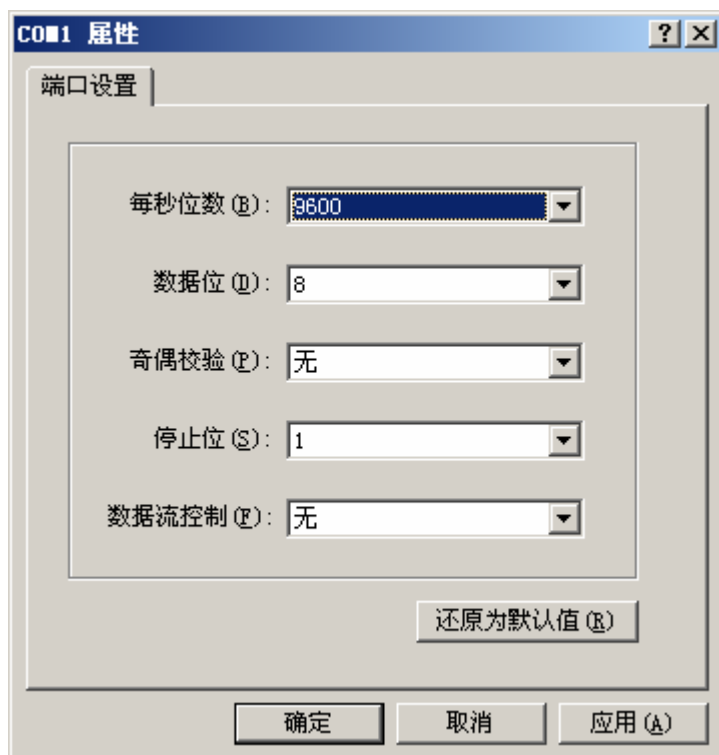 COM1 属性
端口设置
每秒位数(B): 9600
数据位(D): 8
奇偶校验(P): 无
停止位(S): 1
数据流控制(F): 无
还原为默认值(R)
确定 取消 应用(A)